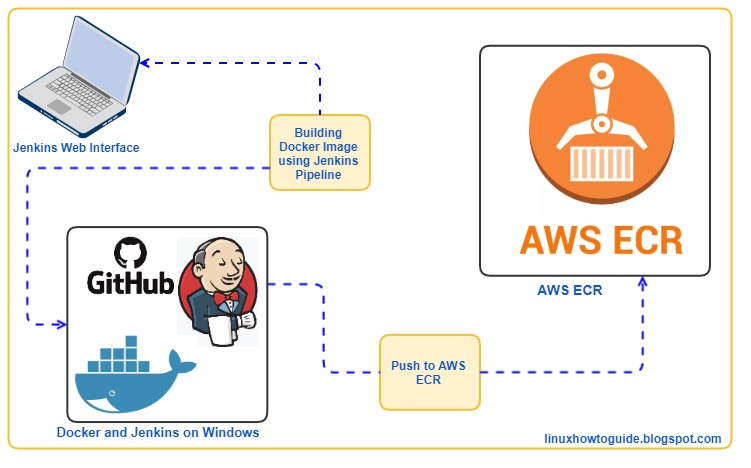 Jenkins Web Interface
Building
Docker Image
using Jenkins
Pipeline
GitHub
Docker and Jenkins on Windows
Push to AWS
ECR
AWS ECR
AWS ECR
linuxhowtoguide.blogspot.com